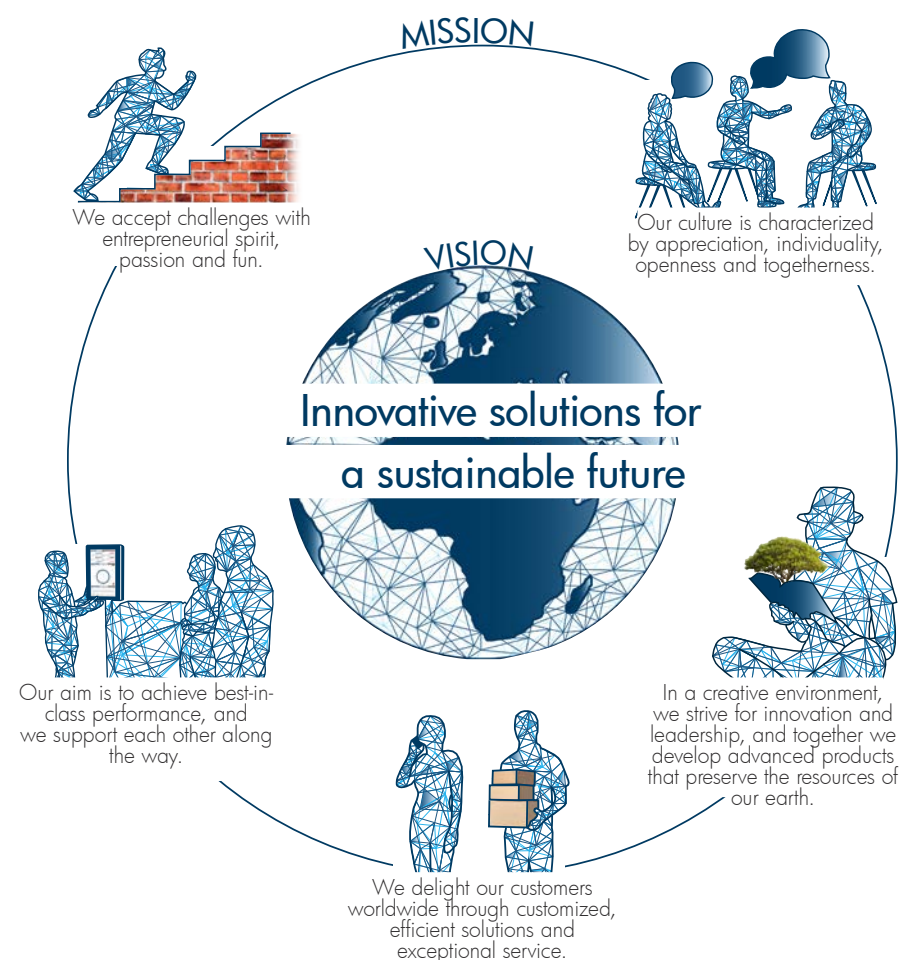 MISSION
We accept challenges with
entrepreneurial spirit,
passion and fun.
Our culture is characterized
by appreciation, individuality,
openness and togetherness.
VISION
Innovative solutions for
a sustainable future
Our aim is to achieve best-in-
class performance, and
we support each other along
the way.
In a creative environment,
we strive for innovation and
leadership, and together we
develop advanced products
that preserve the resources of
our earth.
We delight our customers
worldwide through customized,
efficient solutions and
exceptional service.